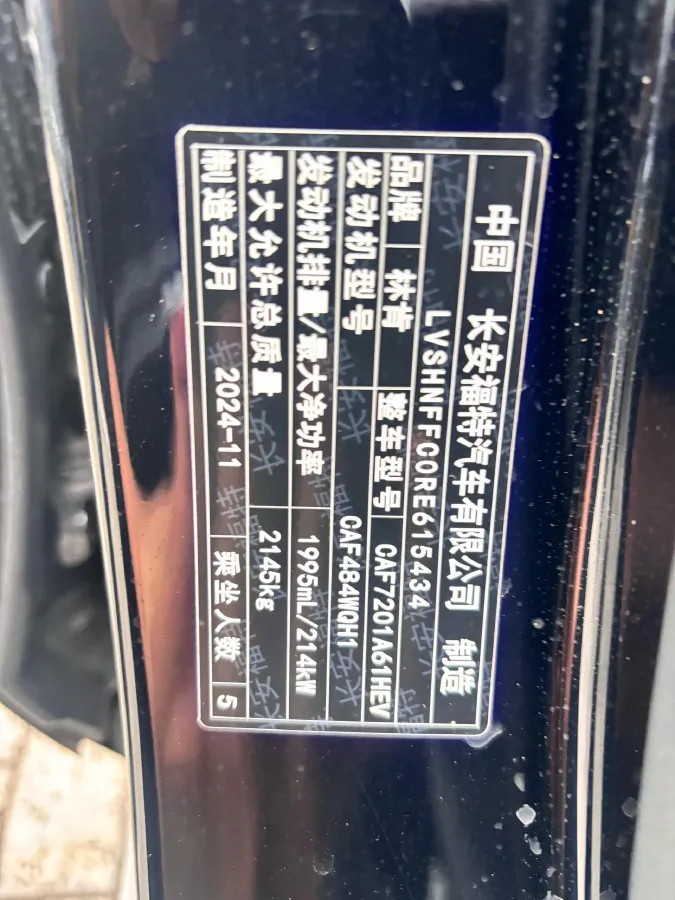 中国 长安福特汽车有限公司 制造
LVSHNFFC0RE615434
品牌 林肯 整车型号 CAF7201A61HEV
发动机型号 CAF484WQH1
发动机排量/最大净功率 1995mL/214kW
最大允许总质量 2145kg
制造年月 2024-11 乘坐人数 5